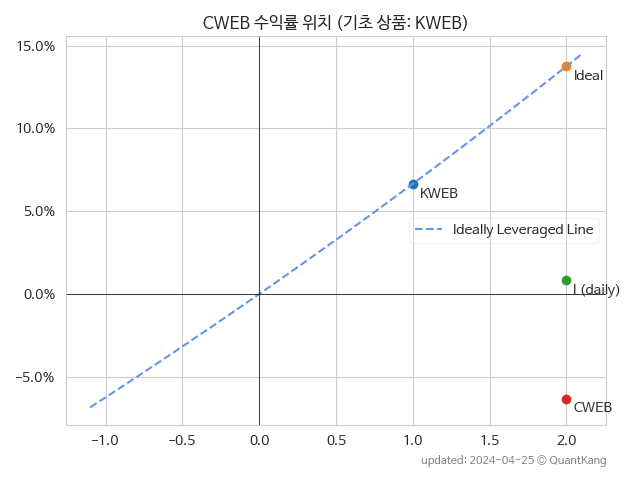 CWEB 수익률 위치 (기초 상품: KWEB)
15.0%
Ideal
10.0%
KWEB
5.0%
Ideally Leveraged Line
0.0%
I (daily)
−5.0%
CWEB
−1.0 −0.5 0.0 0.5 1.0 1.5 2.0
updated: 2024-04-25 © QuantKang